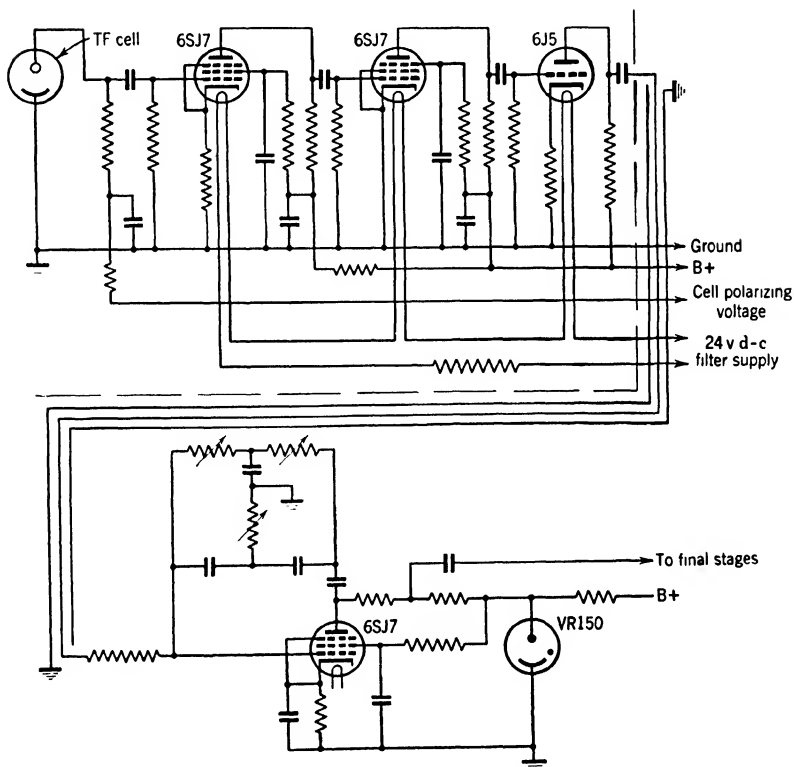 TF cell
6SJ7
6SJ7
6J5
Ground
B+
Cell polarizing
voltage
24 v d-c
filter supply
To final stages
B+
6SJ7
VR150